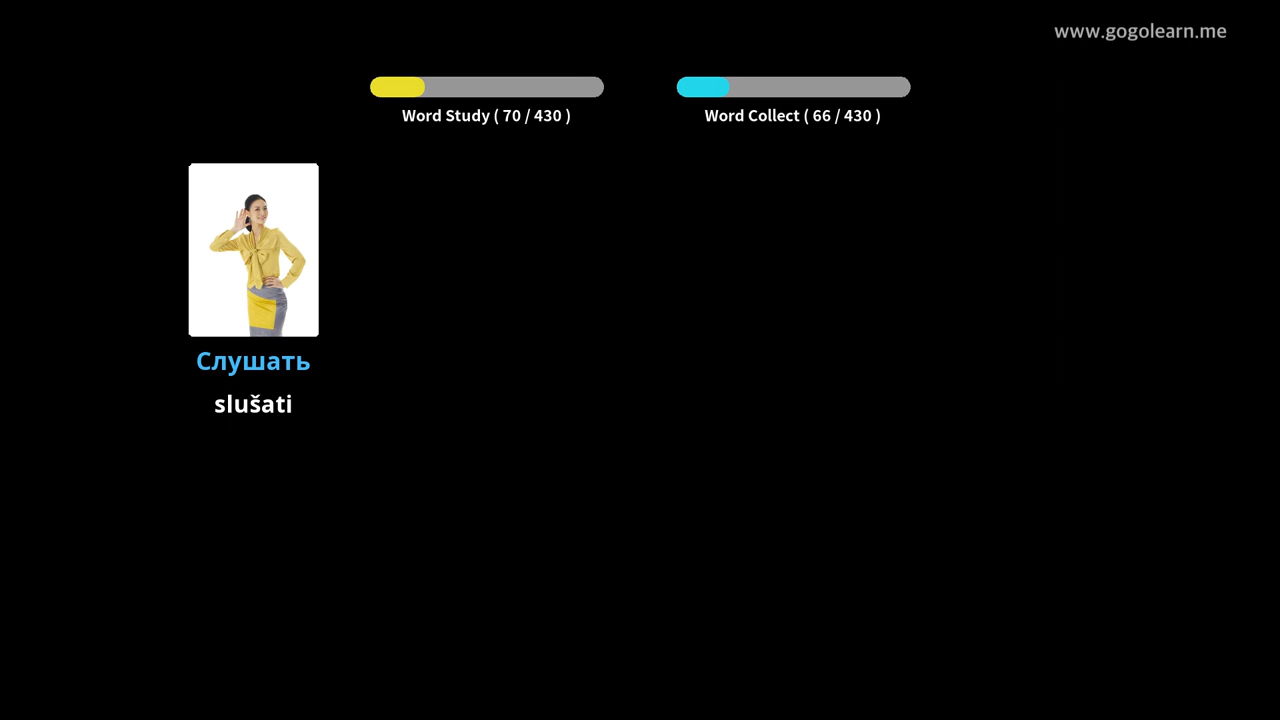 www.gogolearn.me
Word Study ( 70 / 430 )
Word Collect ( 66 / 430 )
Слушать
slušati